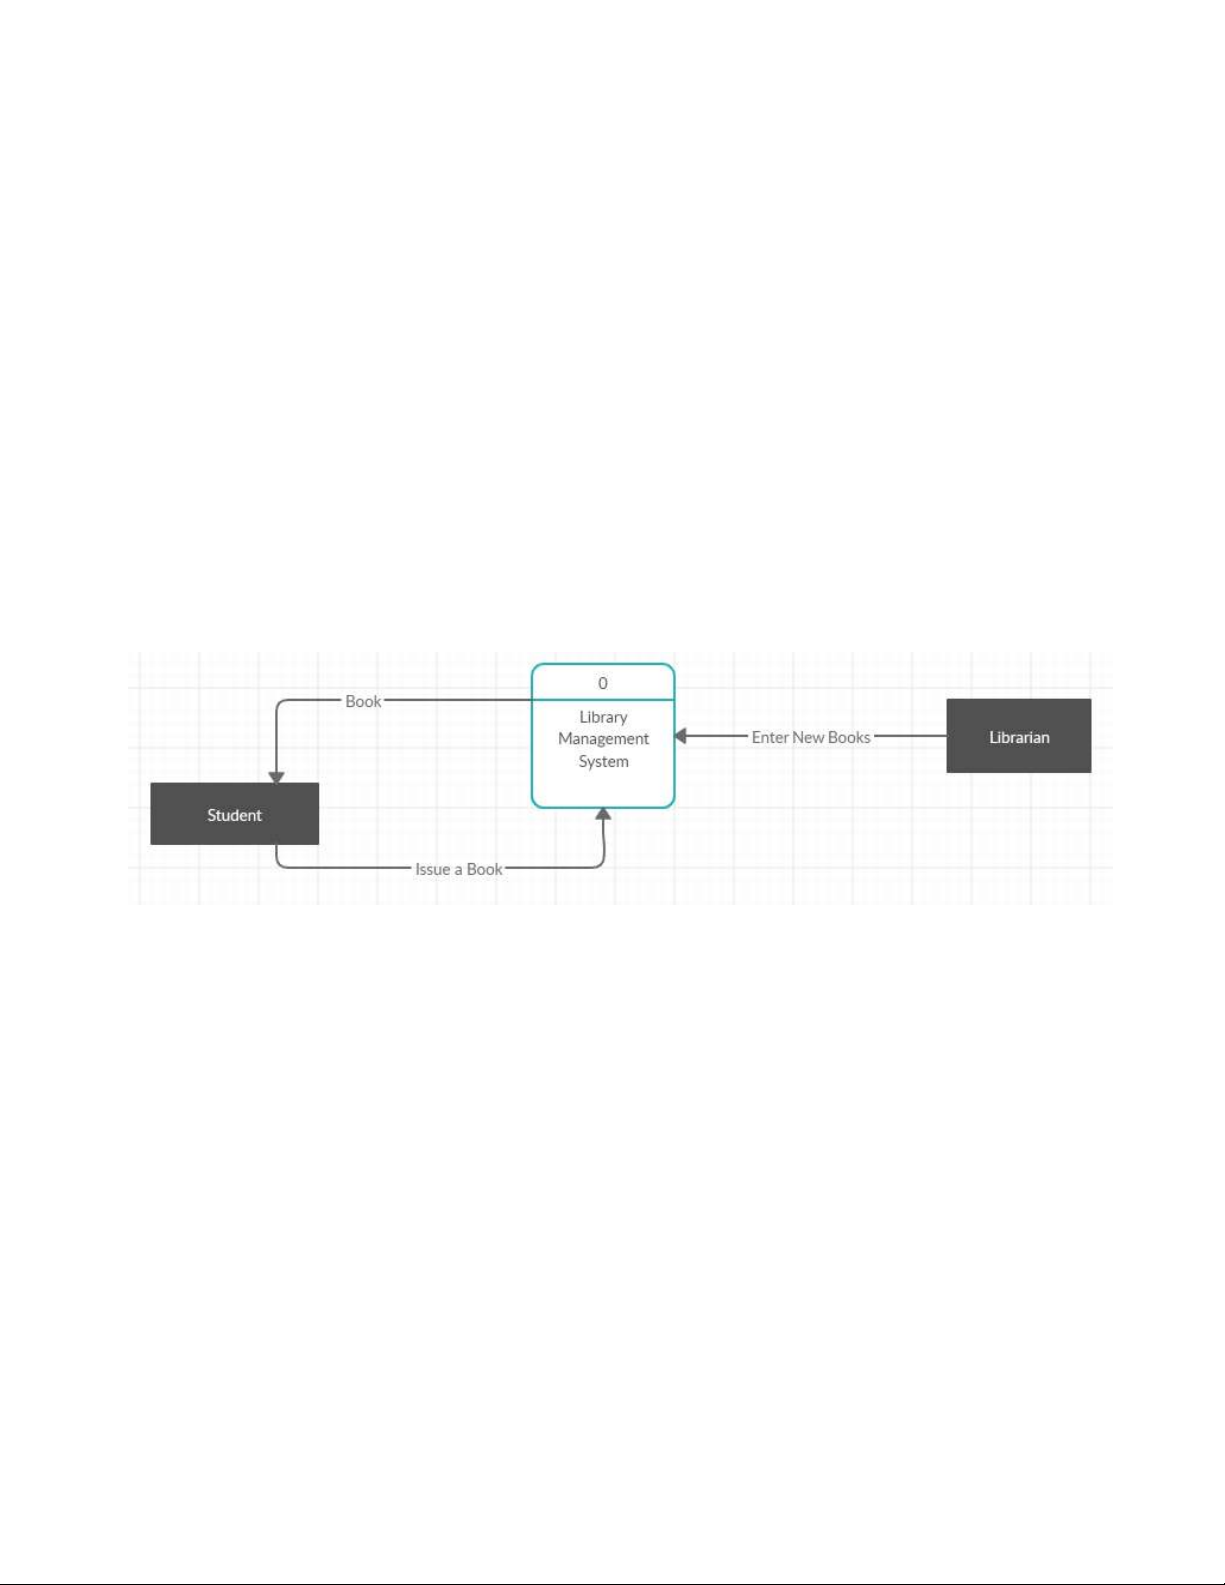 0
Library
Management
System
Book
Enter New Books
Librarian
Student
Issue a Book